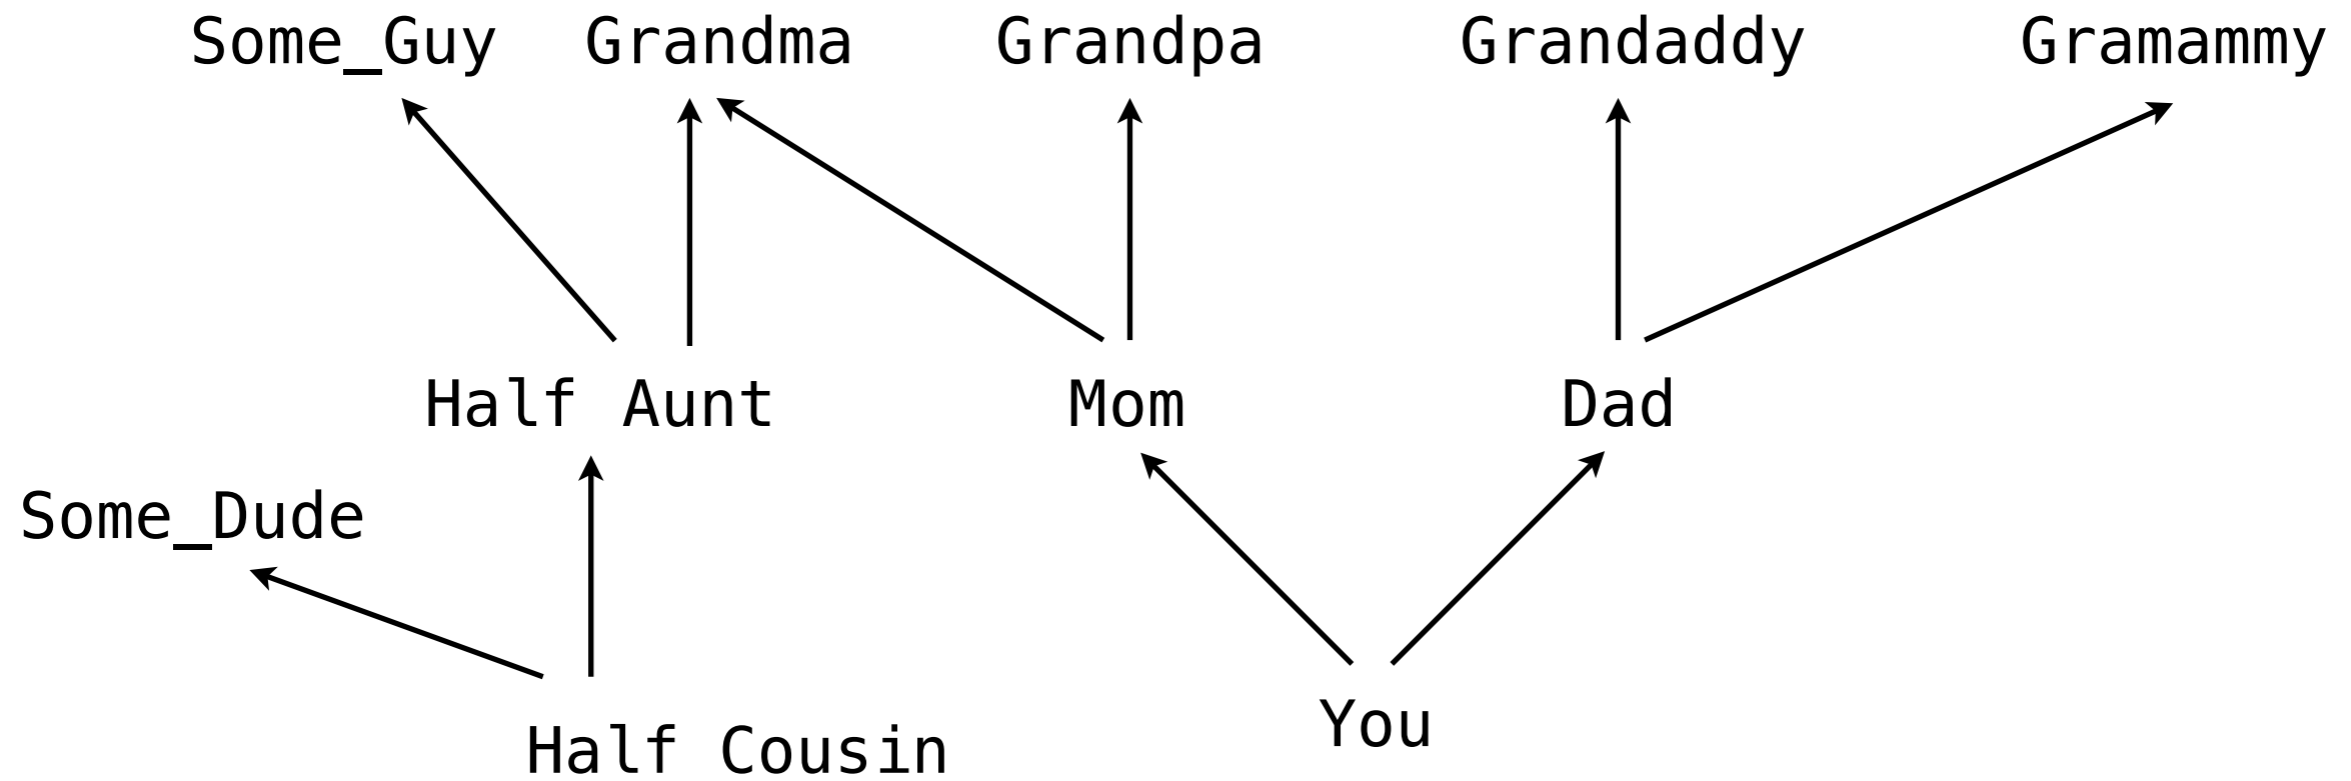 Some_Guy Grandma Grandpa Grandaddy Gramammy
Half Aunt Mom Dad
Some_Dude
Half Cousin You